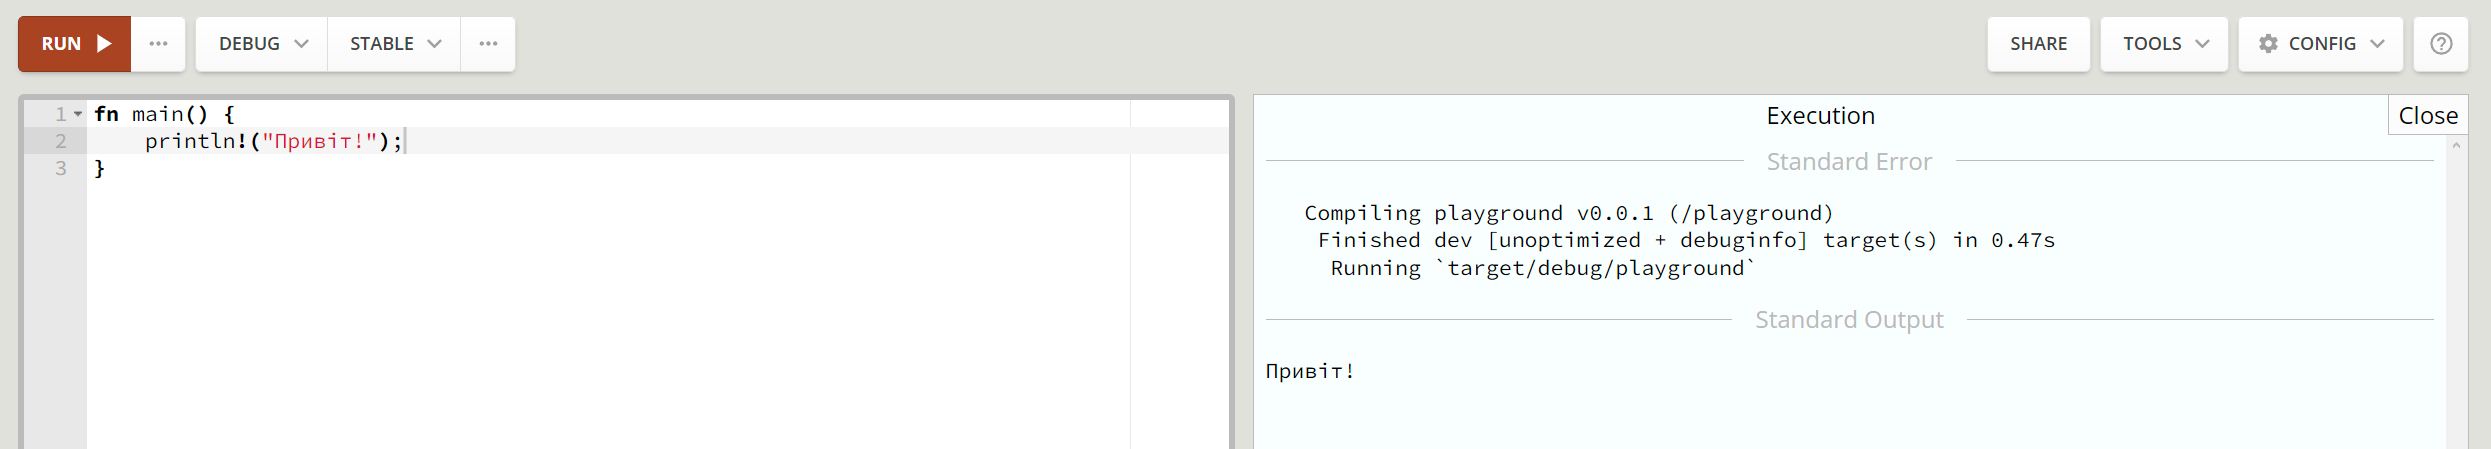 RUN ··· DEBUG STABLE ··· SHARE TOOLS CONFIG
1 fn main() {
2     println!("Привіт!");
3 }
Execution
Close
Standard Error
   Compiling playground v0.0.1 (/playground)
    Finished dev [unoptimized + debuginfo] target(s) in 0.47s
     Running `target/debug/playground`
Standard Output
Привіт!